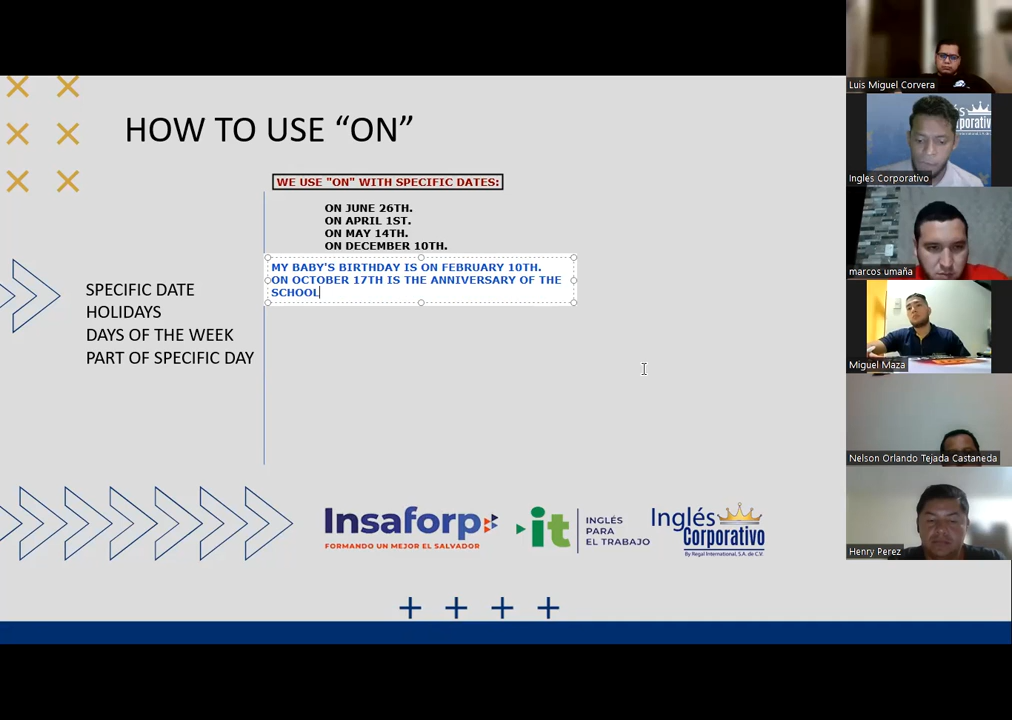 HOW TO USE “ON”
WE USE "ON" WITH SPECIFIC DATES:
ON JUNE 26TH.
ON APRIL 1ST.
ON MAY 14TH.
ON DECEMBER 10TH.
MY BABY'S BIRTHDAY IS ON FEBRUARY 10TH.
ON OCTOBER 17TH IS THE ANNIVERSARY OF THE
SCHOOL
SPECIFIC DATE
HOLIDAYS
DAYS OF THE WEEK
PART OF SPECIFIC DAY
Insaforp
FORMANDO UN MEJOR EL SALVADOR
it
INGLÉS
PARA
EL TRABAJO
Inglés
Corporativo
By Regal International, S.A. de C.V.
Luis Miguel Corvera
Ingles Corporativo
marcos umaña
Miguel Maza
Nelson Orlando Tejada Castaneda
Henry Perez